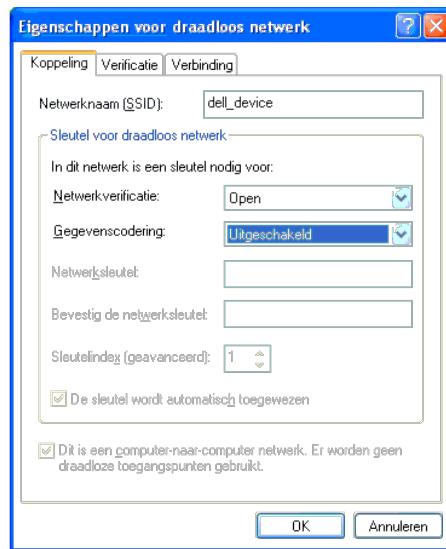 Eigenschappen voor draadloos netwerk
Koppeling Verificatie Verbinding
Netwerknaam (SSID): dell_device
Sleutel voor draadloos netwerk
In dit netwerk is een sleutel nodig voor:
Netwerkverificatie: Open
Gegevenscodering: Uitgeschakeld
Netwerksleutel:
Bevestig de netwerksleutel:
Sleutelindex (geavanceerd): 1
De sleutel wordt automatisch toegewezen
Dit is een computer-naar-computer netwerk. Er worden geen
draadloze toegangspunten gebruikt.
OK Annuleren